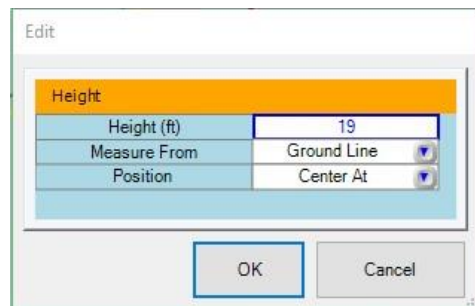 Edit
Height
Height (ft) 19
Measure From Ground Line
Position Center At
OK Cancel